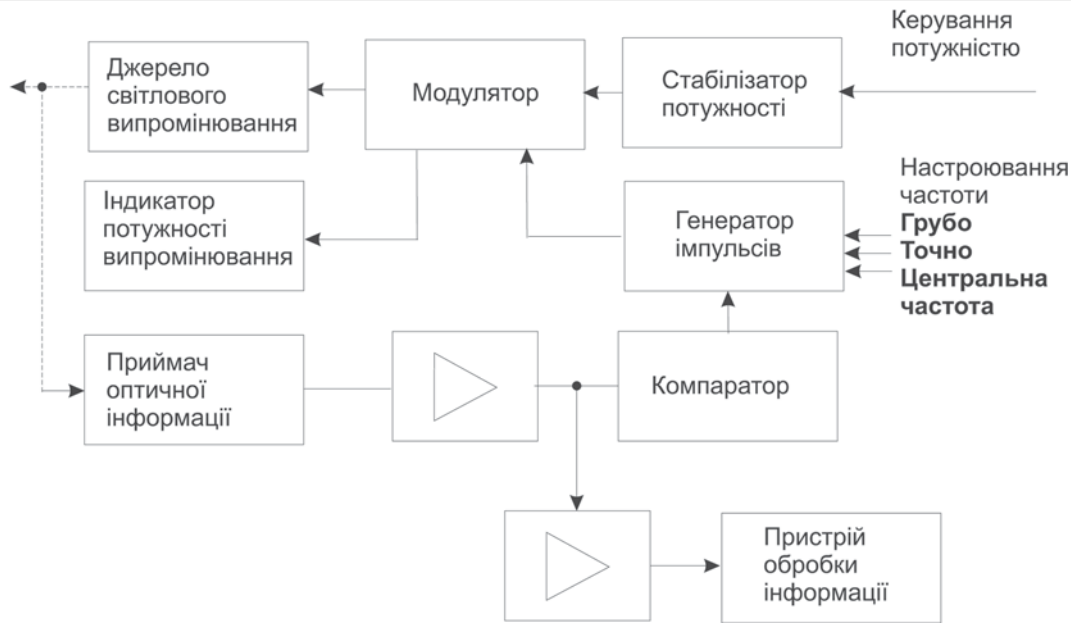 Керування
потужністю
Джерело
світлового
випромінювання
Модулятор
Стабілізатор
потужності
Настроювання
частоти
Грубо
Точно
Центральна
частота
Індикатор
потужності
випромінювання
Генератор
імпульсів
Приймач
оптичної
інформації
Компаратор
Пристрій
обробки
інформації